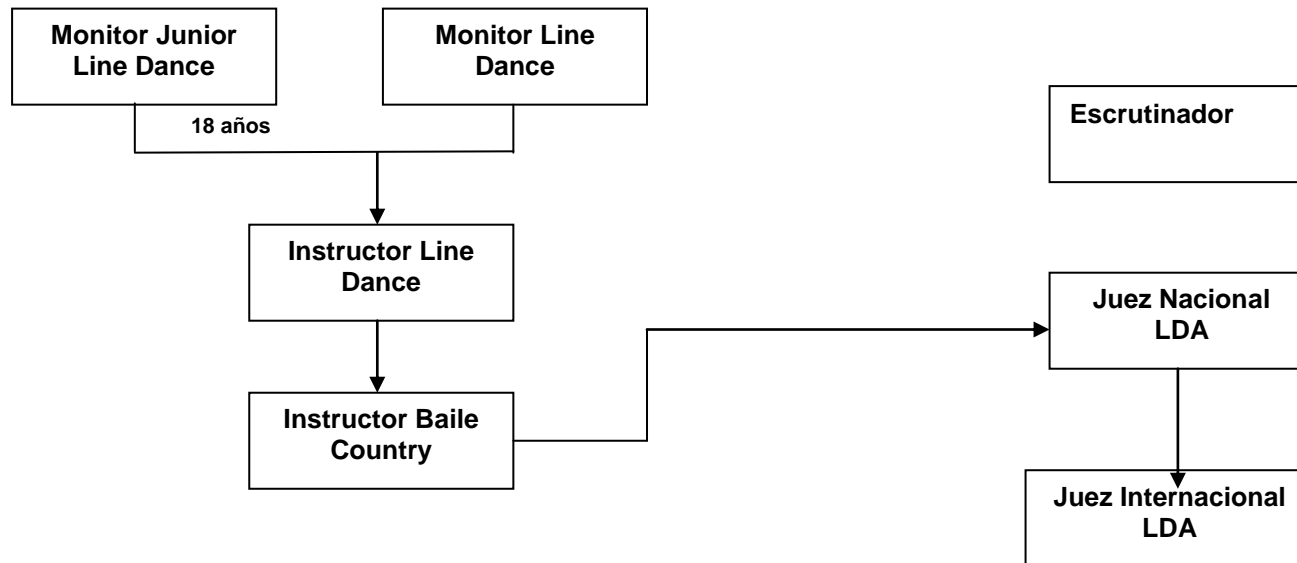 Monitor Junior
Line Dance
Monitor Line
Dance
18 años
Escrutinador
Instructor Line
Dance
Juez Nacional
LDA
Instructor Baile
Country
Juez Internacional
LDA